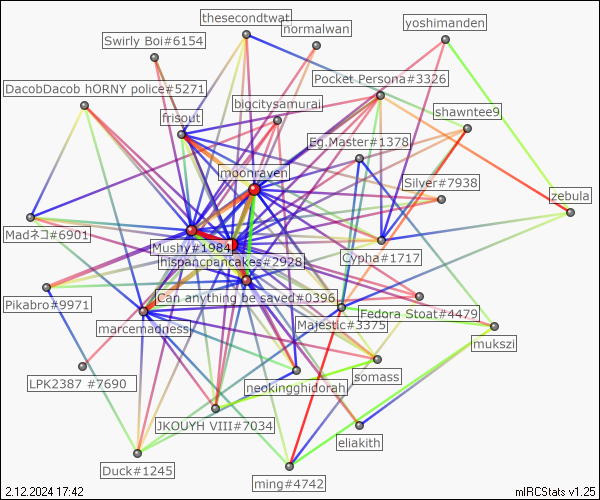 thesecondtwat
normalwan
yoshimanden
Swirly Boi#6154
Pocket Persona#3326
DacobDacob hORNY police#5271
bigcitysamurai
shawntee9
frisout
Eg.Master#1378
moonraven
Silver#7938
zebula
Madネコ#6901
Mushy#1984
Cypha#1717
hispancpancakes#2928
Pikabro#9971
Can anything be saved#0396
Fedora Stoat#4479
marcemadness
Majestic#3375
mukszi
LPK2387 #7690
neokingghidorah
somass
JKOUYH VIII#7034
eliakith
Duck#1245
ming#4742
2.12.2024 17:42
mIRCStats v1.25